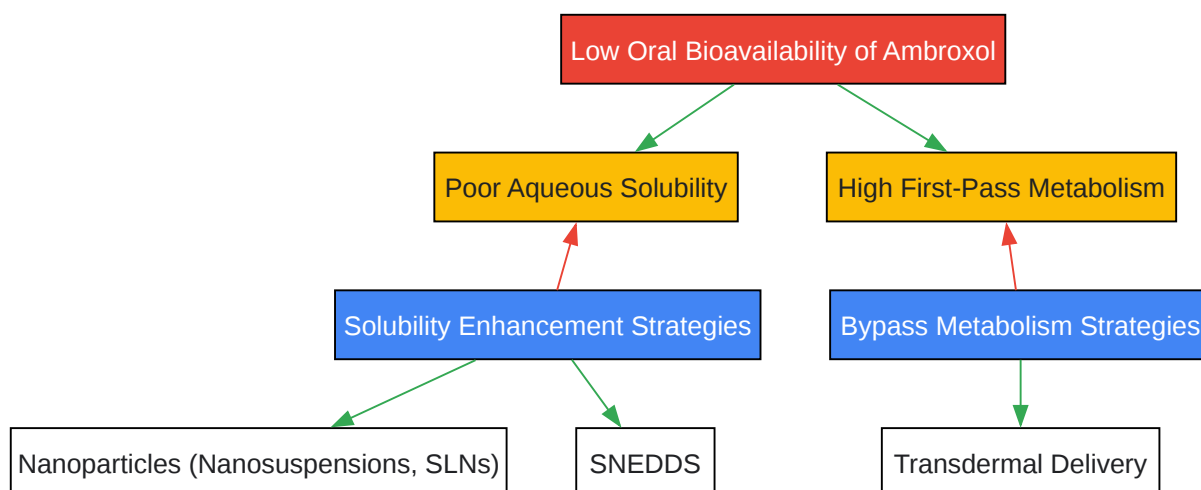 Low Oral Bioavailability of Ambroxol
Poor Aqueous Solubility
High First-Pass Metabolism
Solubility Enhancement Strategies
Bypass Metabolism Strategies
Nanoparticles (Nanosuspensions, SLNs)
SNEDDS
Transdermal Delivery